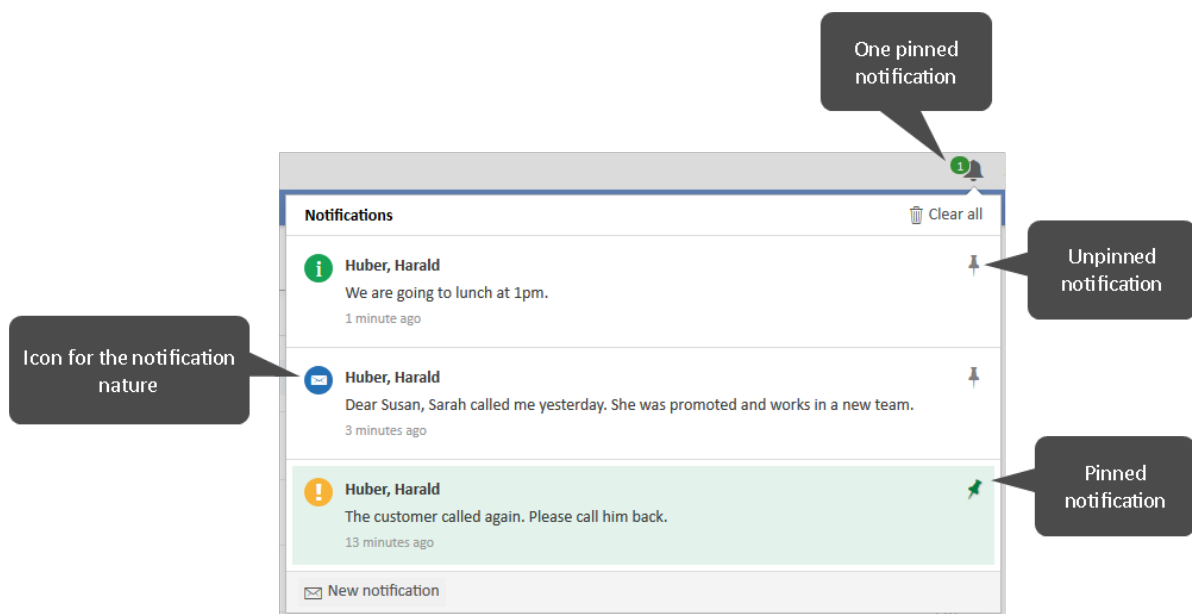 One pinned
notification
1
Notifications
Clear all
Huber, Harald
We are going to lunch at 1pm.
1 minute ago
Unpinned
notification
Icon for the notification
nature
Huber, Harald
Dear Susan, Sarah called me yesterday. She was promoted and works in a new team.
3 minutes ago
Huber, Harald
The customer called again. Please call him back.
13 minutes ago
Pinned
notification
New notification